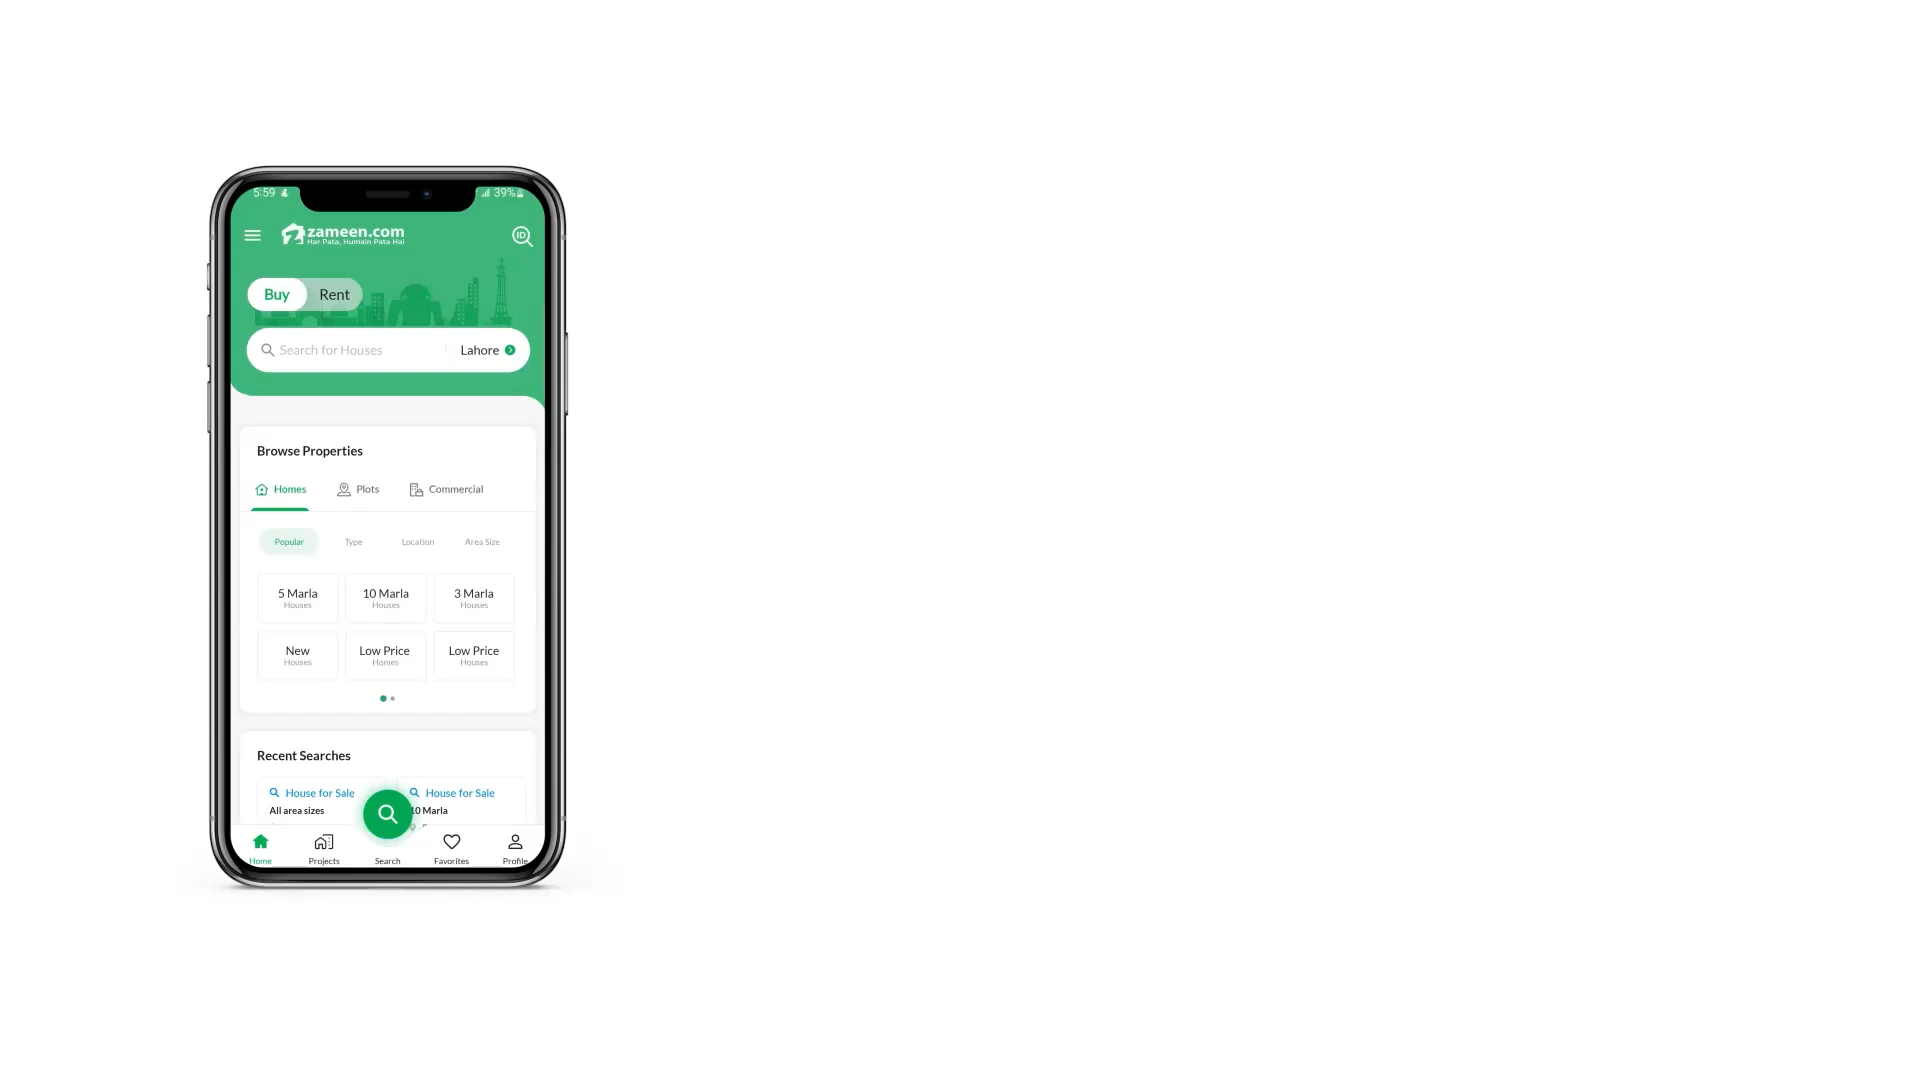 5:59
39%
zameen.com
Har Pata, Humain Pata Hai
ID
Buy Rent
Search for Houses Lahore
Browse Properties
Homes Plots Commercial
Popular Type Location Area Size
5 Marla 10 Marla 3 Marla
Houses Houses Houses
New Low Price Low Price
Houses Homes Houses
Recent Searches
House for Sale House for Sale
All area sizes 10 Marla
Home Projects Search Favorites Profile